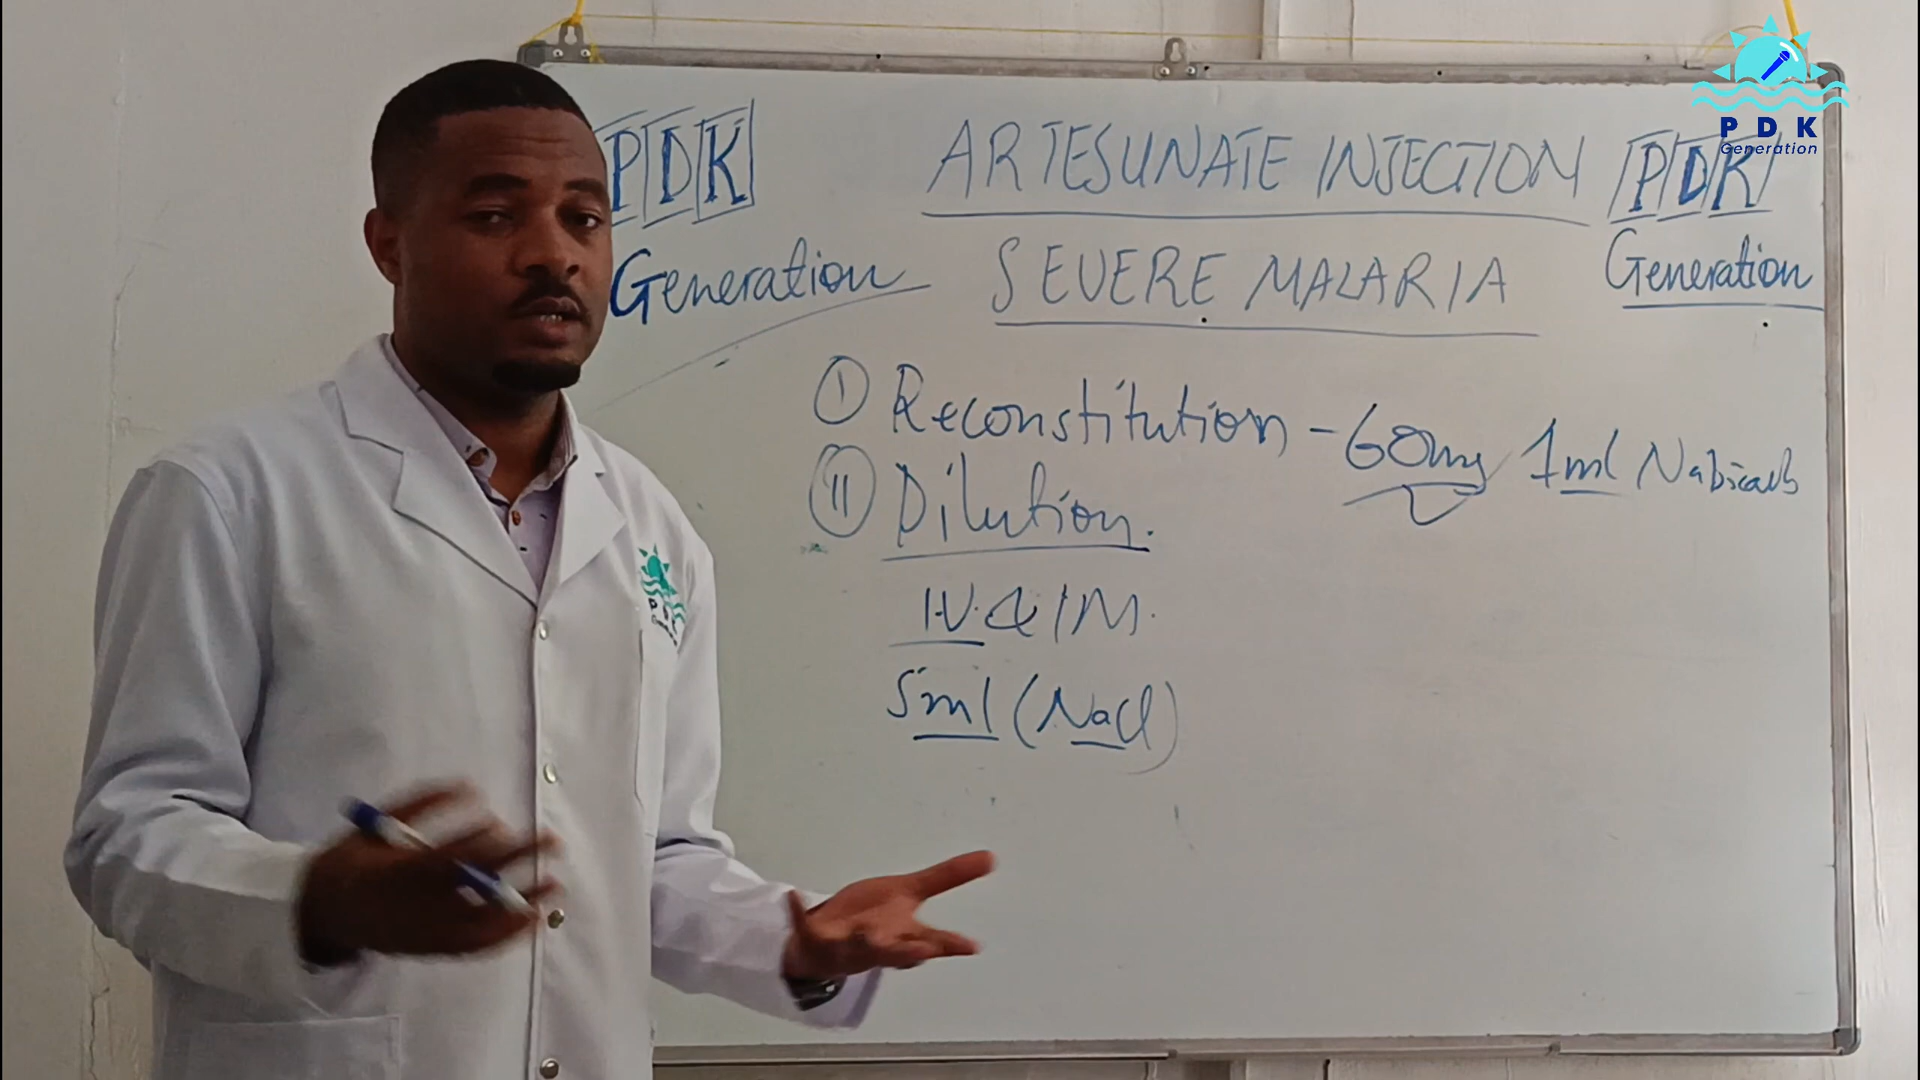 PDK
Generation
ARTESUNATE INJECTION
SEVERE MALARIA
PDK
Generation
PDK
Generation
I Reconstitution - 60mg 1ml Nabicarb
II Dilution.
I.V & IM.
5ml (Nacl)
PDK